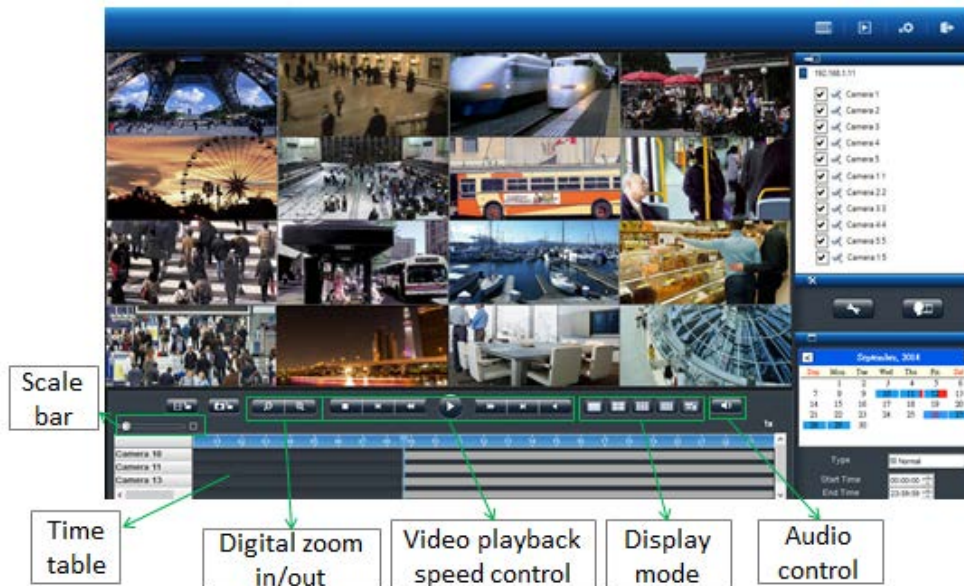 192.168.1.11
Camera 1
Camera 2
Camera 3
Camera 4
Camera 5
Camera 1 1
Camera 2 2
Camera 3 3
Camera 4 4
Camera 5 5
Camera 1 5
September, 2014
Sun Mon Tue Wed Thu Fri Sat
1 2 3 4 5 6
7 8 9 10 11 12 13
14 15 16 17 18 19 20
21 22 23 24 25 26 27
28 29 30
Type
Normal
Start Time
00:00:00
End Time
23:59:59
1x
Camera 10
Camera 11
Camera 13
Scale
bar
Time
table
Digital zoom
in/out
Video playback
speed control
Display
mode
Audio
control